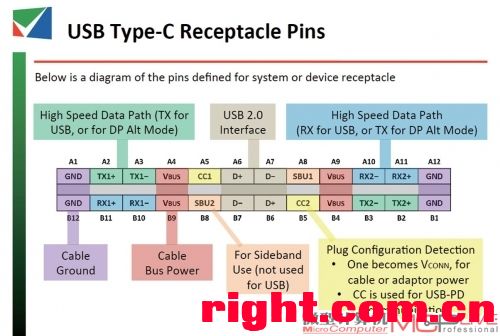 USB Type-C Receptacle Pins
Below is a diagram of the pins defined for system or device receptacle
High Speed Data Path (TX for
USB, or for DP Alt Mode)
USB 2.0
Interface
High Speed Data Path
(RX for USB, or TX for DP Alt Mode)
A1 A2 A3 A4 A5 A6 A7 A8 A9 A10 A11 A12
GND TX1+ TX1− VBUS CC1 D+ D− SBU1 VBUS RX2− RX2+ GND
GND RX1+ RX1− VBUS SBU2 D− D+ CC2 VBUS TX2− TX2+ GND
B12 B11 B10 B9 B8 B7 B6 B5 B4 B3 B2 B1
Cable
Ground
Cable
Bus Power
For Sideband
Use (not used
for USB)
Plug Configuration Detection
• One becomes VCONN, for
cable or adaptor power
• CC is used for USB-PD
right.com.cn
MicroComputer Professional